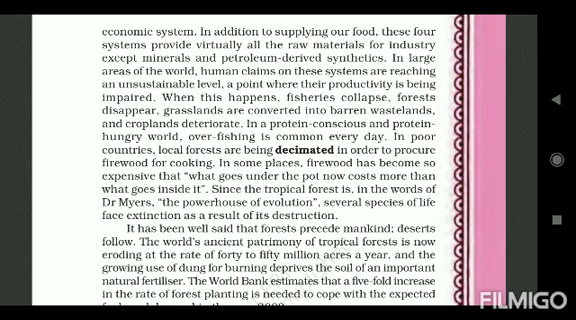 economic system. In addition to supplying our food, these four
systems provide virtually all the raw materials for industry
except minerals and petroleum-derived synthetics. In large
areas of the world, human claims on these systems are reaching
an unsustainable level, a point where their productivity is being
impaired. When this happens, fisheries collapse, forests
disappear, grasslands are converted into barren wastelands,
and croplands deteriorate. In a protein-conscious and protein-
hungry world, over-fishing is common every day. In poor
countries, local forests are being decimated in order to procure
firewood for cooking. In some places, firewood has become so
expensive that “what goes under the pot now costs more than
what goes inside it”. Since the tropical forest is, in the words of
Dr Myers, “the powerhouse of evolution”, several species of life
face extinction as a result of its destruction.
It has been well said that forests precede mankind; deserts
follow. The world's ancient patrimony of tropical forests is now
eroding at the rate of forty to fifty million acres a year, and the
growing use of dung for burning deprives the soil of an important
natural fertiliser. The World Bank estimates that a five-fold increase
in the rate of forest planting is needed to cope with the expected
FILMIGO